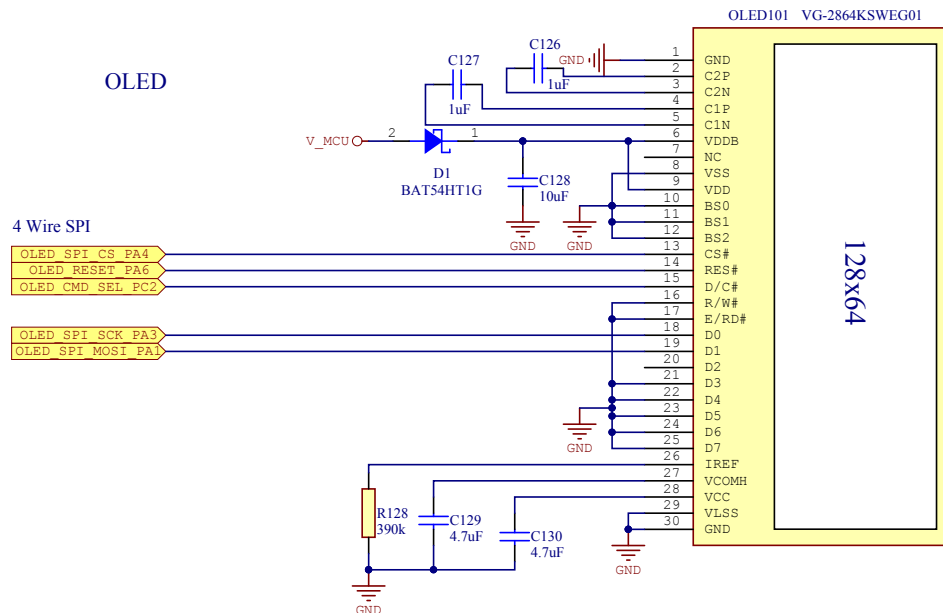 OLED101 VG-2864KSWEG01
OLED
C127
1uF
C126
1uF
GND
V_MCU
2
1
D1
BAT54HT1G
C128
10uF
GND
GND
4 Wire SPI
OLED_SPI_CS_PA4
OLED_RESET_PA6
OLED_CMD_SEL_PC2
OLED_SPI_SCK_PA3
OLED_SPI_MOSI_PA1
GND
R128
390k
C129
4.7uF
C130
4.7uF
GND
GND
1 GND
2 C2P
3 C2N
4 C1P
5 C1N
6 VDDB
7 NC
8 VSS
9 VDD
10 BS0
11 BS1
12 BS2
13 CS#
14 RES#
15 D/C#
16 R/W#
17 E/RD#
18 D0
19 D1
20 D2
21 D3
22 D4
23 D5
24 D6
25 D7
26 IREF
27 VCOMH
28 VCC
29 VLSS
30 GND
128x64